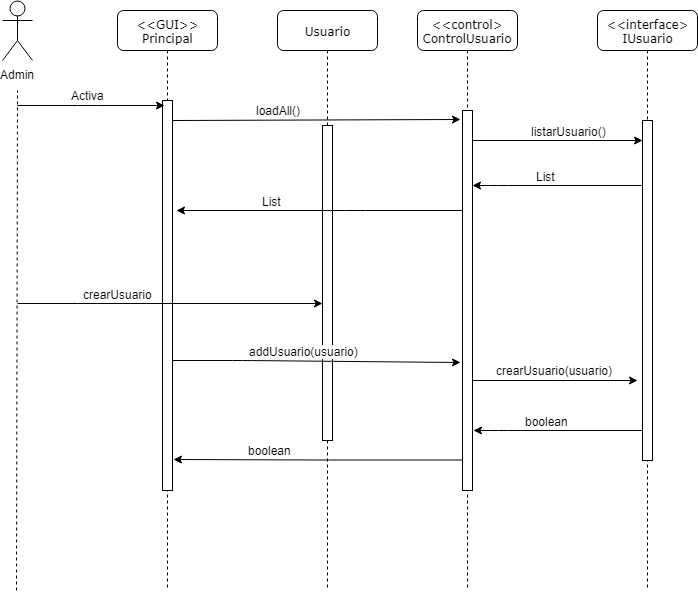 <<GUI>>
Principal
Usuario
<<control>>
ControlUsuario
<<interface>>
IUsuario
Admin
Activa
loadAll()
listarUsuario()
List
List
crearUsuario
addUsuario(usuario)
crearUsuario(usuario)
boolean
boolean